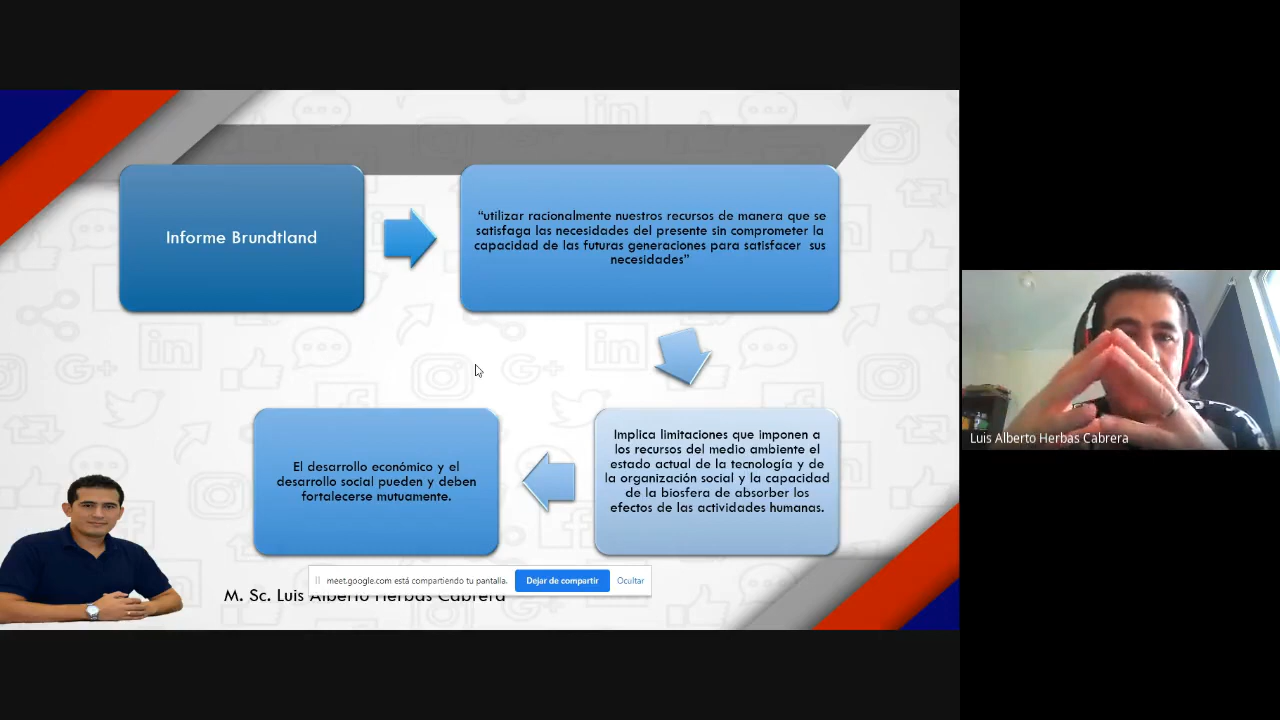 Informe Brundtland
“utilizar racionalmente nuestros recursos de manera que se
satisfaga las necesidades del presente sin comprometer la
capacidad de las futuras generaciones para satisfacer sus
necesidades”
Implica limitaciones que imponen a
los recursos del medio ambiente el
estado actual de la tecnología y de
la organización social y la capacidad
de la biosfera de absorber los
efectos de las actividades humanas.
El desarrollo económico y el
desarrollo social pueden y deben
fortalecerse mutuamente.
meet.google.com está compartiendo tu pantalla.
Dejar de compartir
Ocultar
M. Sc. Luis Alberto Herbas Cabrera
Luis Alberto Herbas Cabrera